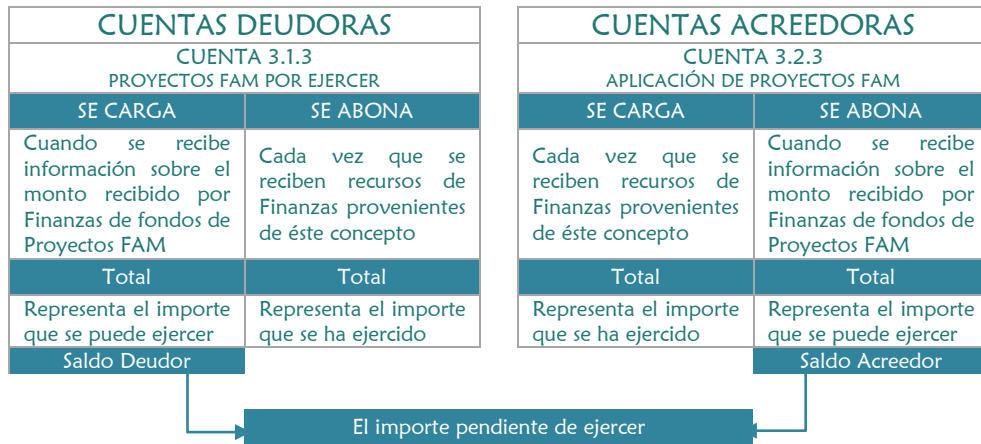 CUENTAS DEUDORAS
CUENTA 3.1.3
PROYECTOS FAM POR EJERCER
SE CARGA
SE ABONA
Cuando se recibe
información sobre el
monto recibido por
Finanzas de fondos de
Proyectos FAM
Cada vez que se
reciben recursos de
Finanzas provenientes
de éste concepto
Total
Total
Representa el importe
que se puede ejercer
Representa el importe
que se ha ejercido
Saldo Deudor
CUENTAS ACREEDORAS
CUENTA 3.2.3
APLICACIÓN DE PROYECTOS FAM
SE CARGA
SE ABONA
Cada vez que se
reciben recursos de
Finanzas provenientes
de éste concepto
Cuando se recibe
información sobre el
monto recibido por
Finanzas de fondos de
Proyectos FAM
Total
Total
Representa el importe
que se ha ejercido
Representa el importe
que se puede ejercer
Saldo Acreedor
El importe pendiente de ejercer